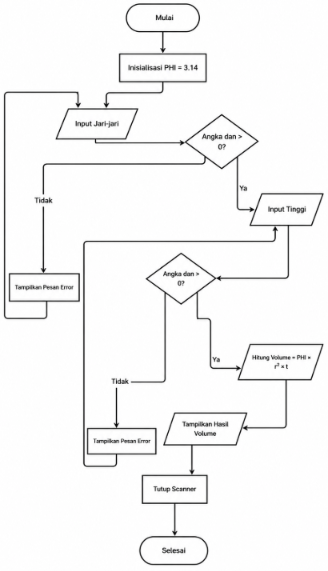 Mulai
Inisialisasi PHI = 3.14
Input Jari-jari
Angka dan >
0?
Ya
Tidak
Input Tinggi
Tampilkan Pesan Error
Angka dan >
0?
Ya
Hitung Volume = PHI =
r² = t
Tidak
Tampilkan Hasil
Volume
Tampilkan Pesan Error
Tutup Scanner
Selesai